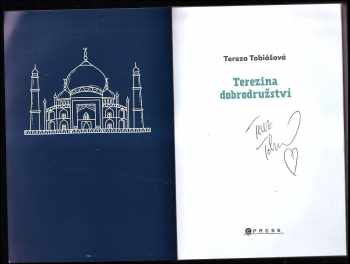 Tereza Tobiášová
Terezina
dobrodružství
CPRESS